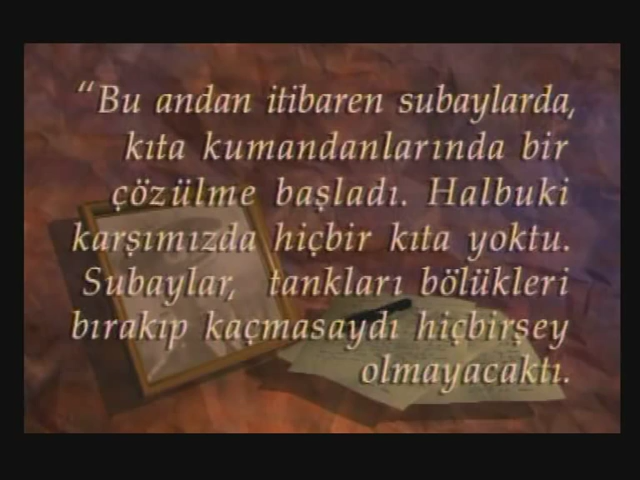 “Bu andan itibaren subaylarda,
kıta kumandanlarında bir
çözülme başladı. Halbuki
karşımızda hiçbir kıta yoktu.
Subaylar, tankları bölükleri
bırakıp kaçmasaydı hiçbirşey
olmayacaktı.